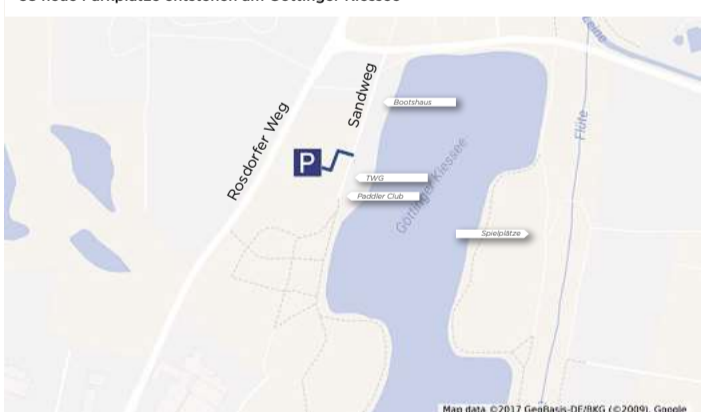 Leine
Rosdorfer Weg
Sandweg
Bootshaus
Flüte
P
TWG
Paddler Club
Göttinger Kiessee
Spielplätze
Map data ©2017 GeoBasis-DE/BKG (©2009), Google